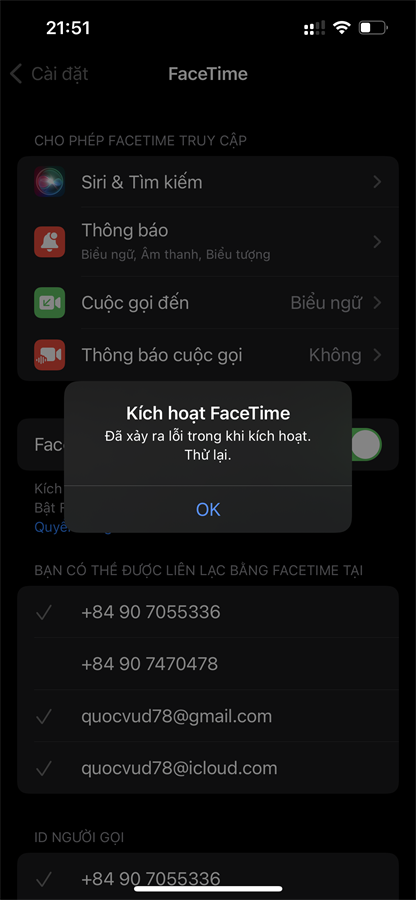 21:51
Cài đặt
FaceTime
CHO PHÉP FACETIME TRUY CẬP
Siri & Tìm kiếm
Thông báo
Biểu ngữ, Âm thanh, Biểu tượng
Cuộc gọi đến
Biểu ngữ
Thông báo cuộc gọi
Không
Kích hoạt FaceTime
Đã xảy ra lỗi trong khi kích hoạt.
Thử lại.
OK
Kích
Bật
BẠN CÓ THỂ ĐƯỢC LIÊN LẠC BẰNG FACETIME TẠI
+84 90 7055336
+84 90 7470478
quocvud78@gmail.com
quocvud78@icloud.com
ID NGƯỜI GỌI
+84 90 7055336